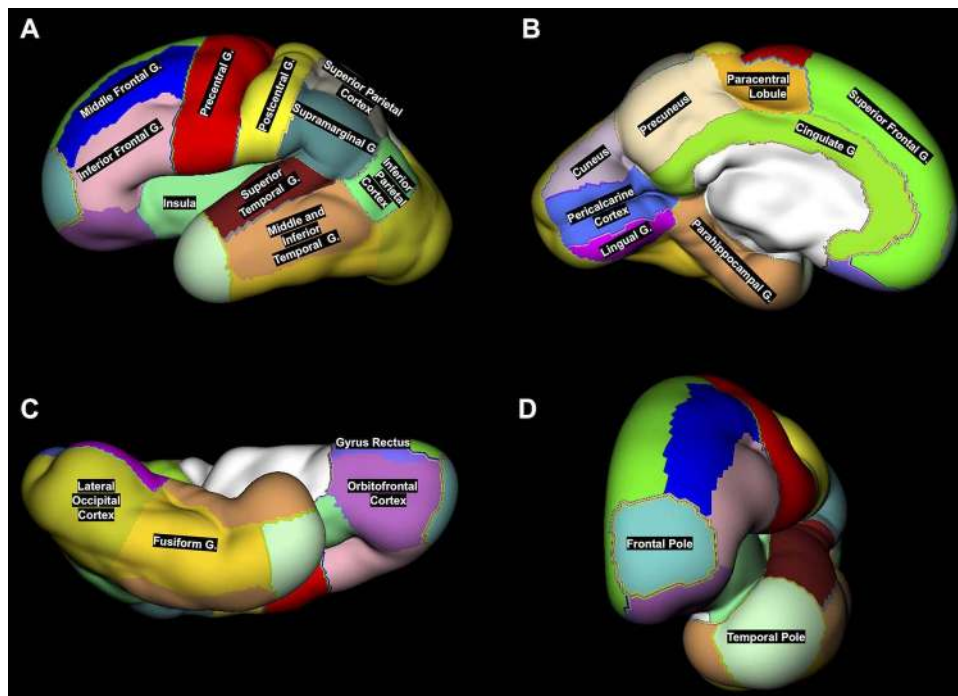 A
Middle Frontal G.
Precentral G.
Postcentral G.
Superior Parietal
Cortex
Supramarginal G
Inferior Frontal G.
Insula
Superior
Temporal G.
Inferior
Parietal
Cortex
Middle and
Inferior
Temporal G.
B
Paracentral
Lobule
Superior Frontal G.
Precuneus
Cingulate G
Cuneus
Pericalcarine
Cortex
Lingual G.
Parahippocampal G.
C
Gyrus Rectus
Lateral
Occipital
Cortex
Orbitofrontal
Cortex
Fusiform G.
D
Frontal Pole
Temporal Pole